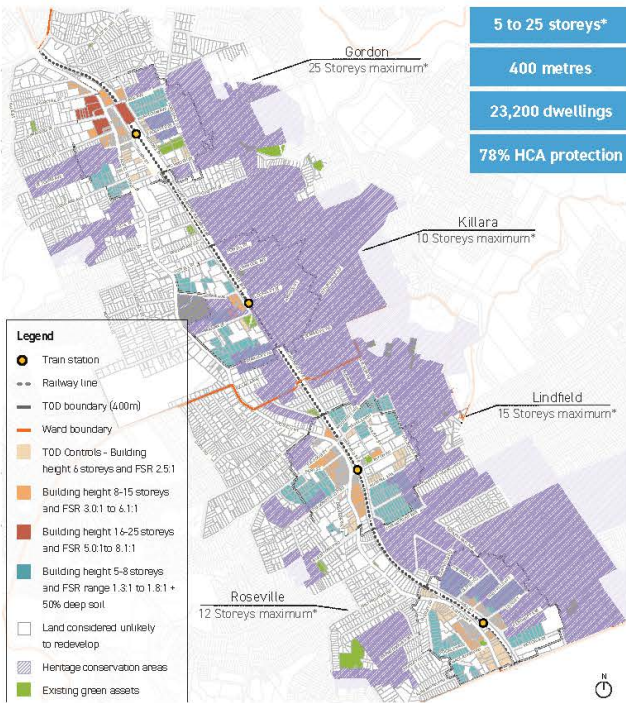 5 to 25 storeys*
400 metres
23,200 dwellings
78% HCA protection
Gordon
25 Storeys maximum*
Killara
10 Storeys maximum*
Lindfield
15 Storeys maximum*
Roseville
12 Storeys maximum*
Legend
Train station
Railway line
TOD boundary (400m)
Ward boundary
TOD Controls - Building
height 6 storeys and FSR 2.5:1
Building height 8-15 storeys
and FSR 3.0:1 to 6.1:1
Building height 16-25 storeys
and FSR 5.0:1to 8.1:1
Building height 5-8 storeys
and FSR range 1.3:1 to 1.8:1 +
50% deep soil
Land considered unlikely
to redevelop
Heritage conservation areas
Existing green assets
N